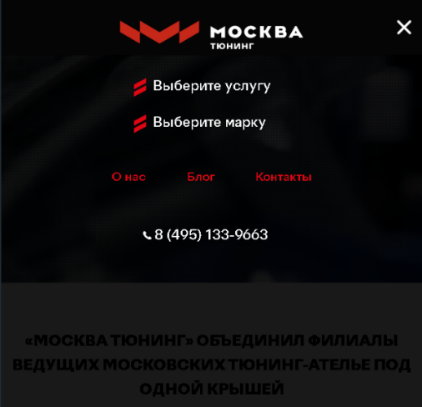 МОСКВА
ТЮНИНГ
Выберите услугу
Выберите марку
О нас Блог Контакты
8 (495) 133-9663
«МОСКВА ТЮНИНГ» ОБЪЕДИНИЛ ФИЛИАЛЫ
ВЕДУЩИХ МОСКОВСКИХ ТЮНИНГ-АТЕЛЬЕ ПОД
ОДНОЙ КРЫШЕЙ